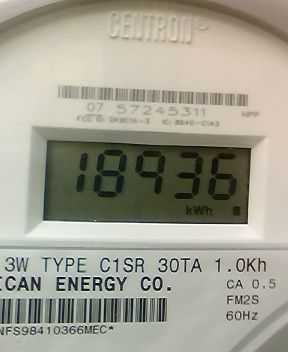 CENTRON®
07 57245311 HPP
18936
kWh
3W TYPE C1SR 30TA 1.0Kh
ICAN ENERGY CO. CA 0.5
FM2S
NFS98410366MEC* 60Hz